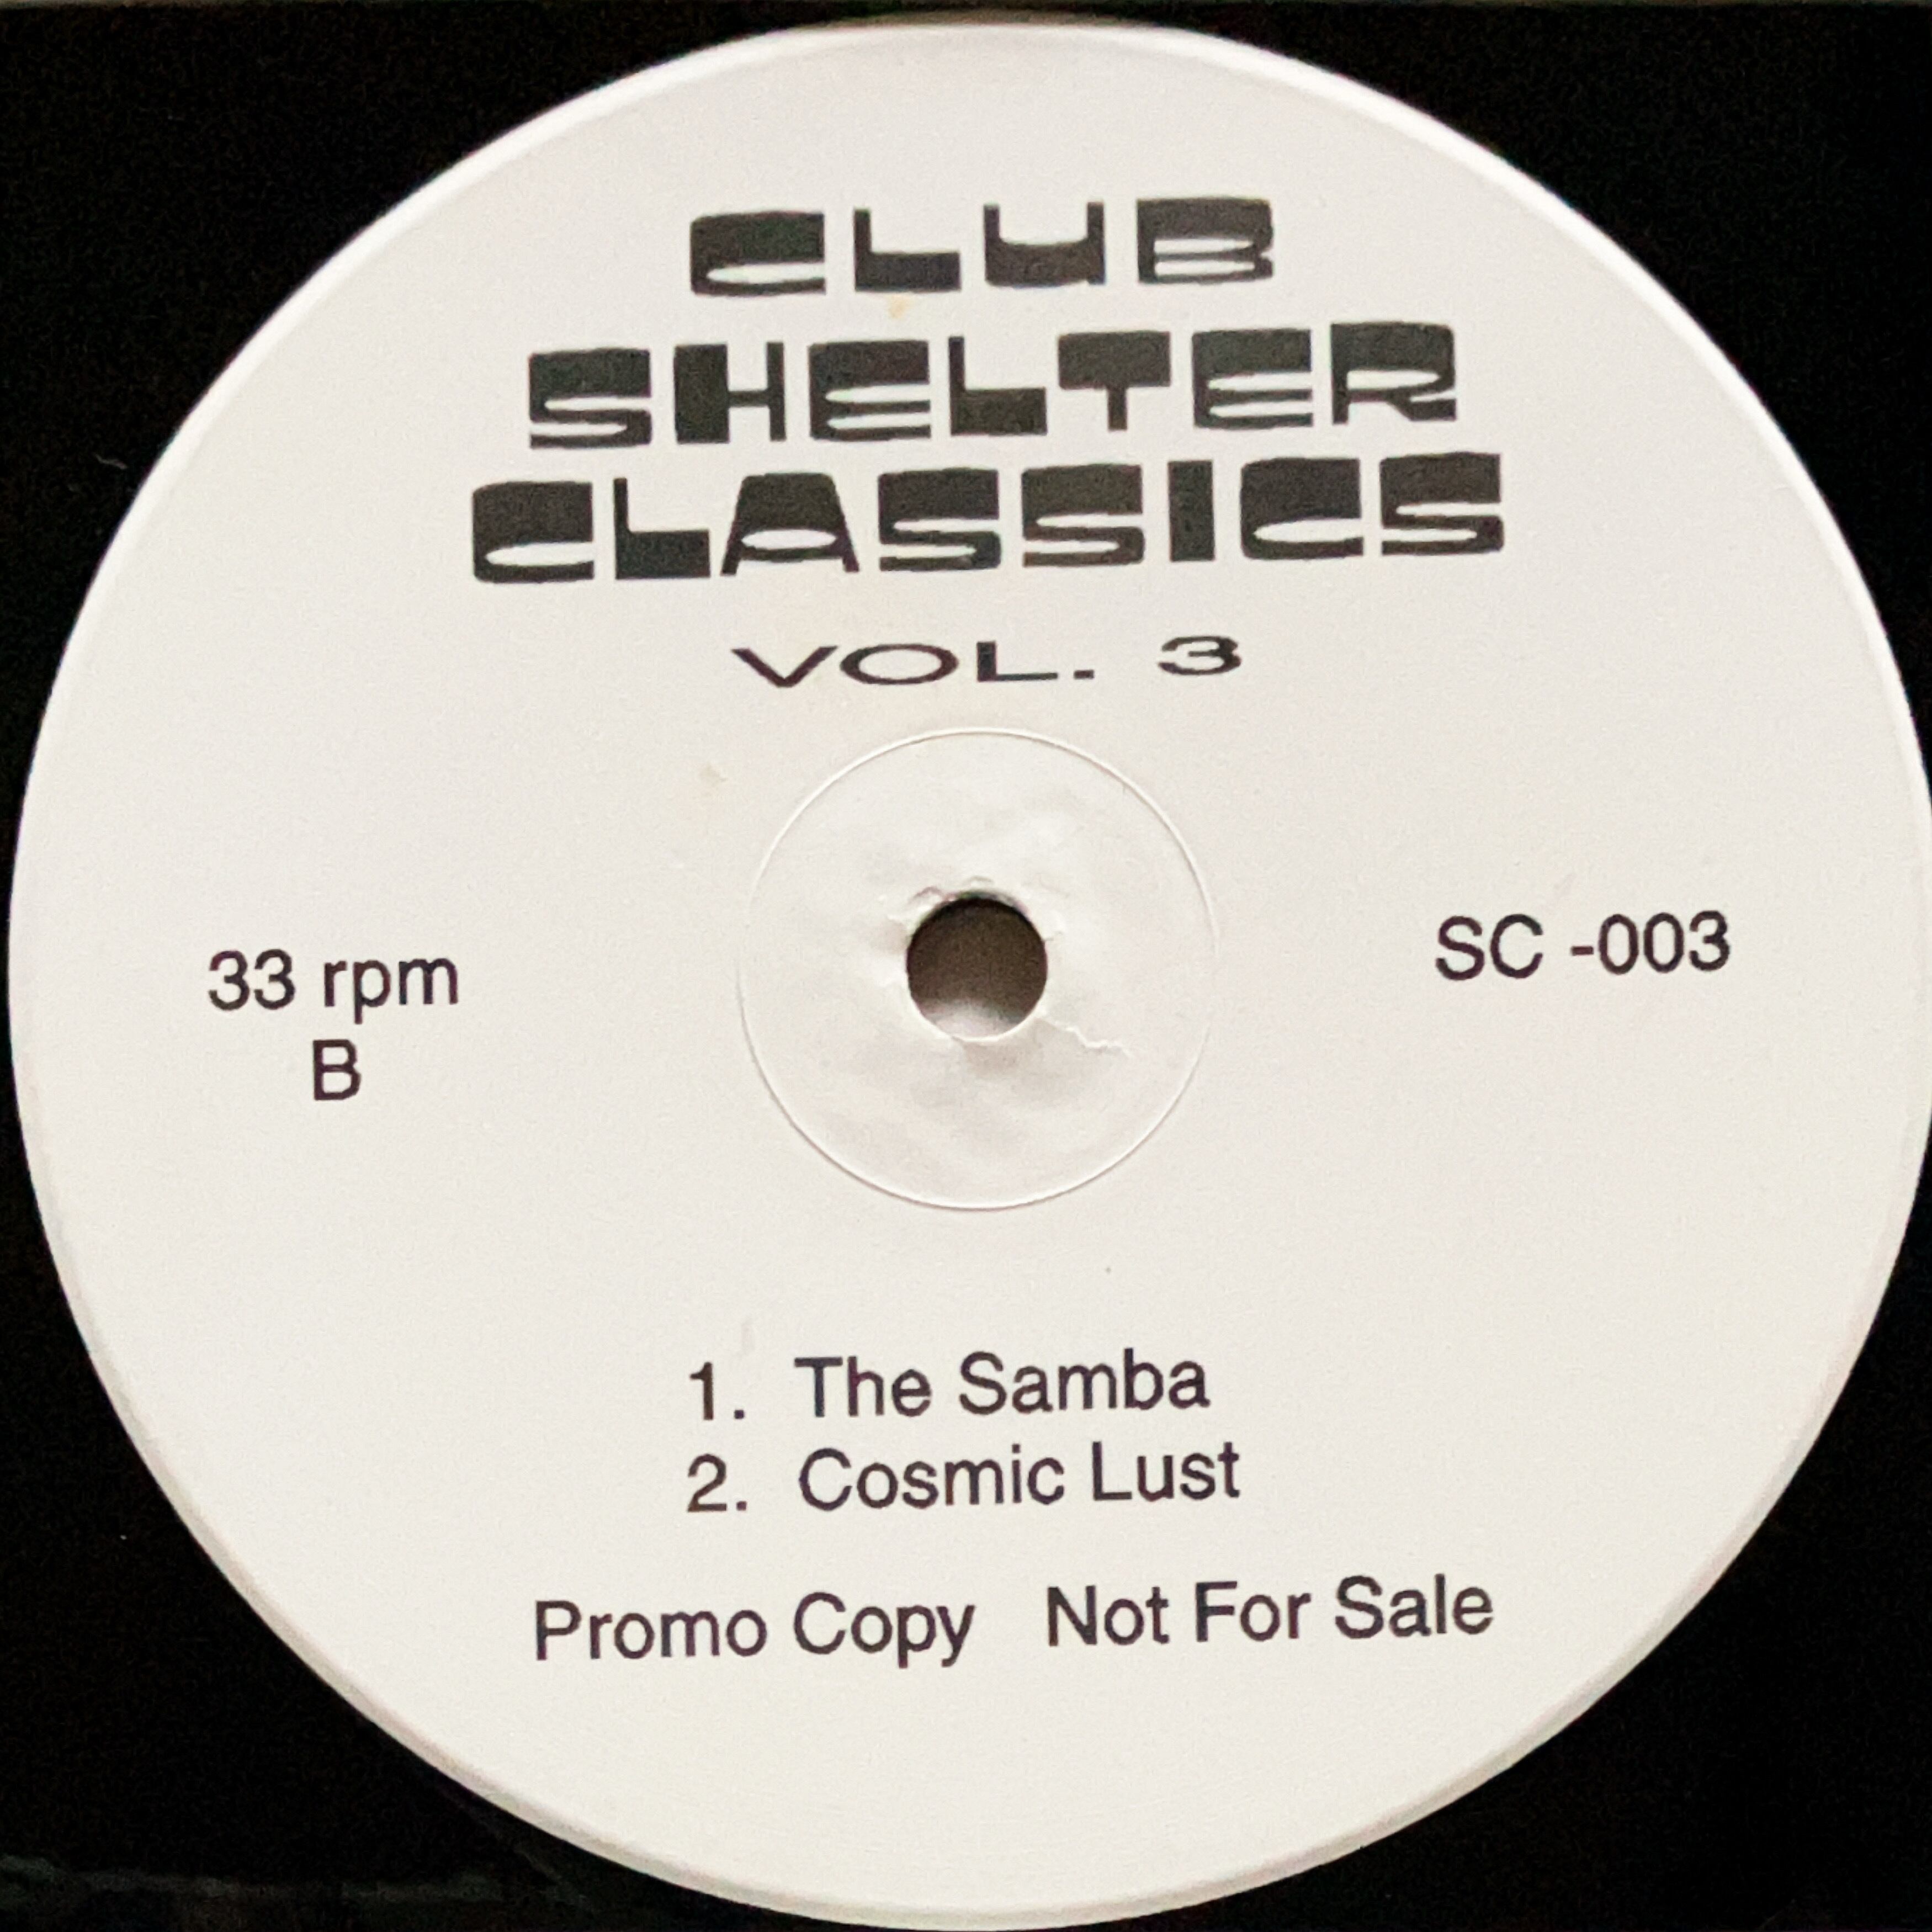 CLUB
SHELTER
CLASSICS
VOL. 3
33 rpm
B
SC -003
1. The Samba
2. Cosmic Lust
Promo Copy Not For Sale